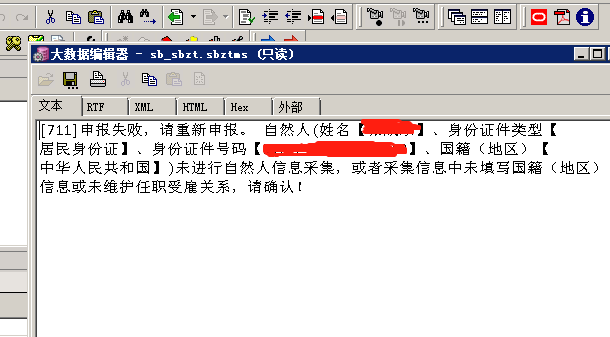 大数据编辑器 - sb_sbzt.sbztms (只读)
文本 RTF XML HTML Hex 外部
[711]申报失败，请重新申报。 自然人(姓名【】、身份证件类型【
居民身份证】、身份证件号码【】、国籍（地区）【
中华人民共和国】)未进行自然人信息采集，或者采集信息中未填写国籍（地区）
信息或未维护任职受雇关系，请确认！